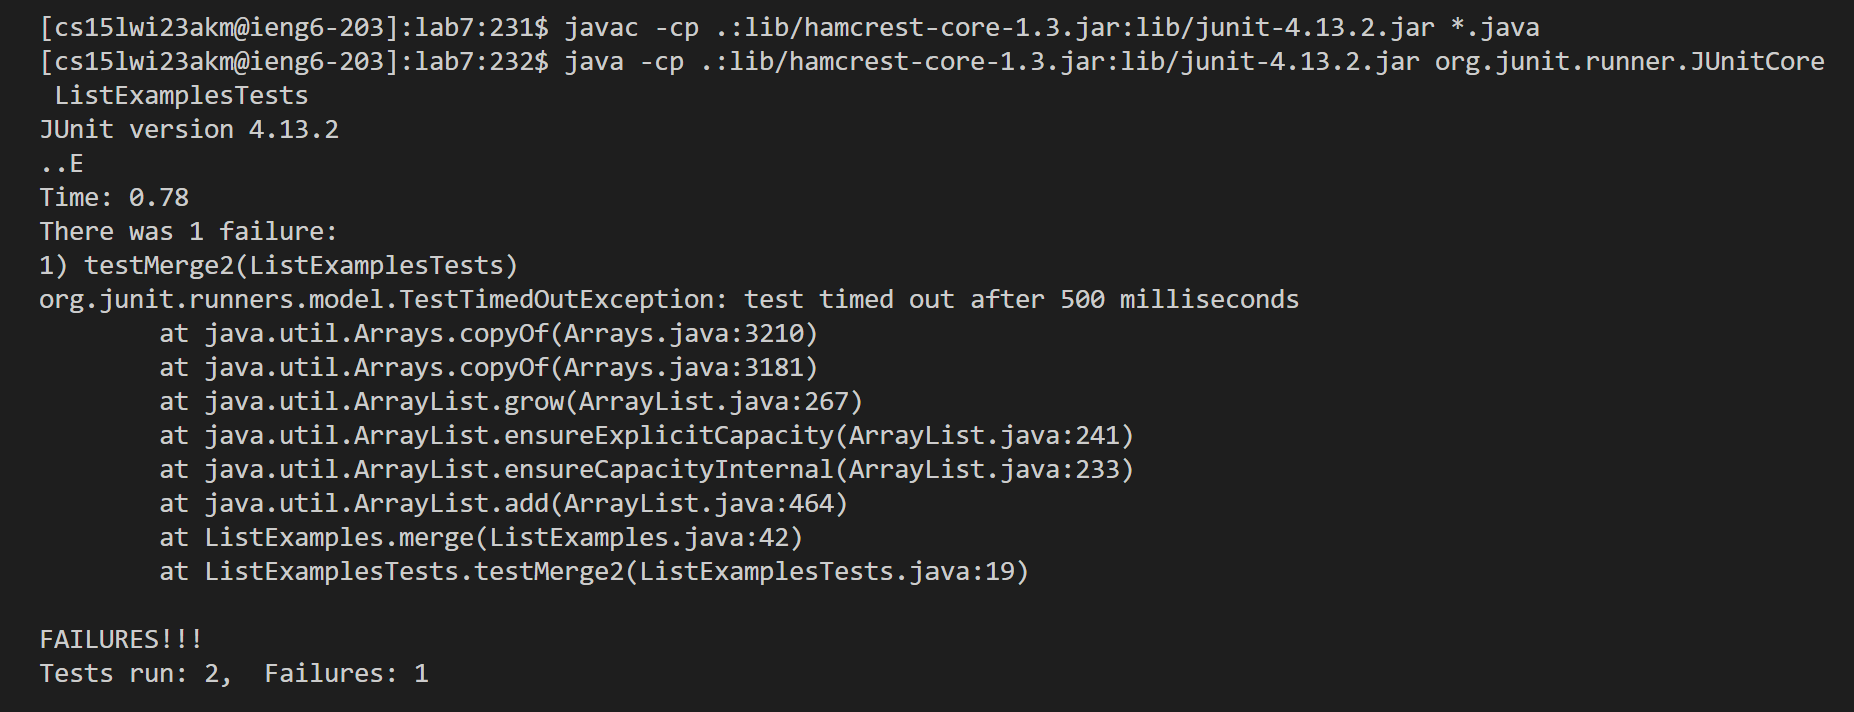 [cs15lwi23akm@ieng6-203]:lab7:231$ javac -cp .:lib/hamcrest-core-1.3.jar:lib/junit-4.13.2.jar *.java
[cs15lwi23akm@ieng6-203]:lab7:232$ java -cp .:lib/hamcrest-core-1.3.jar:lib/junit-4.13.2.jar org.junit.runner.JUnitCore
 ListExamplesTests
JUnit version 4.13.2
..E
Time: 0.78
There was 1 failure:
1) testMerge2(ListExamplesTests)
org.junit.runners.model.TestTimedOutException: test timed out after 500 milliseconds
        at java.util.Arrays.copyOf(Arrays.java:3210)
        at java.util.Arrays.copyOf(Arrays.java:3181)
        at java.util.ArrayList.grow(ArrayList.java:267)
        at java.util.ArrayList.ensureExplicitCapacity(ArrayList.java:241)
        at java.util.ArrayList.ensureCapacityInternal(ArrayList.java:233)
        at java.util.ArrayList.add(ArrayList.java:464)
        at ListExamples.merge(ListExamples.java:42)
        at ListExamplesTests.testMerge2(ListExamplesTests.java:19)

FAILURES!!!
Tests run: 2,  Failures: 1